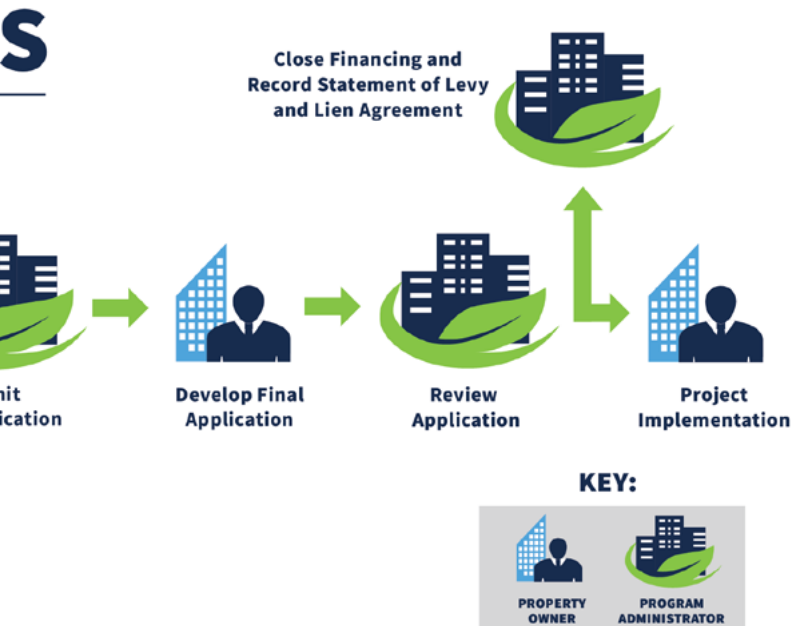 S
Close Financing and
Record Statement of Levy
and Lien Agreement
Develop Final
Application
Review
Application
Project
Implementation
KEY:
PROPERTY
OWNER
PROGRAM
ADMINISTRATOR